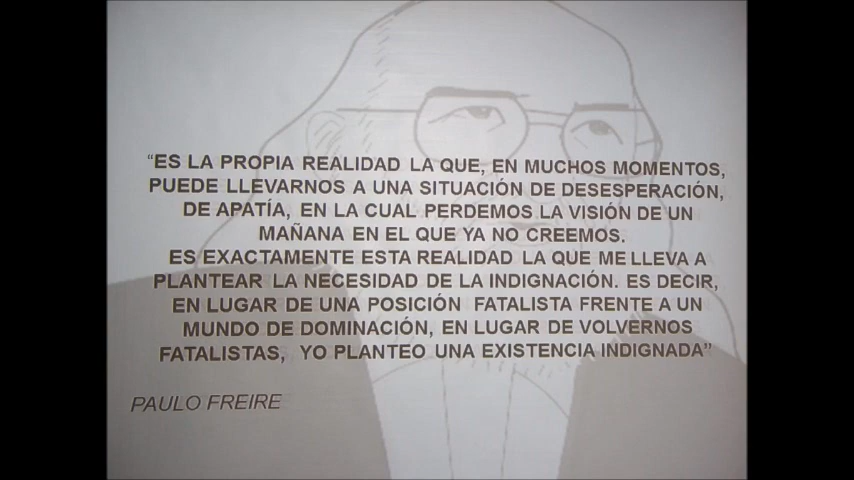 “ES LA PROPIA REALIDAD LA QUE, EN MUCHOS MOMENTOS,
PUEDE LLEVARNOS A UNA SITUACIÓN DE DESESPERACIÓN,
DE APATÍA, EN LA CUAL PERDEMOS LA VISIÓN DE UN
MAÑANA EN EL QUE YA NO CREEMOS.
ES EXACTAMENTE ESTA REALIDAD LA QUE ME LLEVA A
PLANTEAR LA NECESIDAD DE LA INDIGNACIÓN. ES DECIR,
EN LUGAR DE UNA POSICIÓN FATALISTA FRENTE A UN
MUNDO DE DOMINACIÓN, EN LUGAR DE VOLVERNOS
FATALISTAS, YO PLANTEO UNA EXISTENCIA INDIGNADA”
PAULO FREIRE